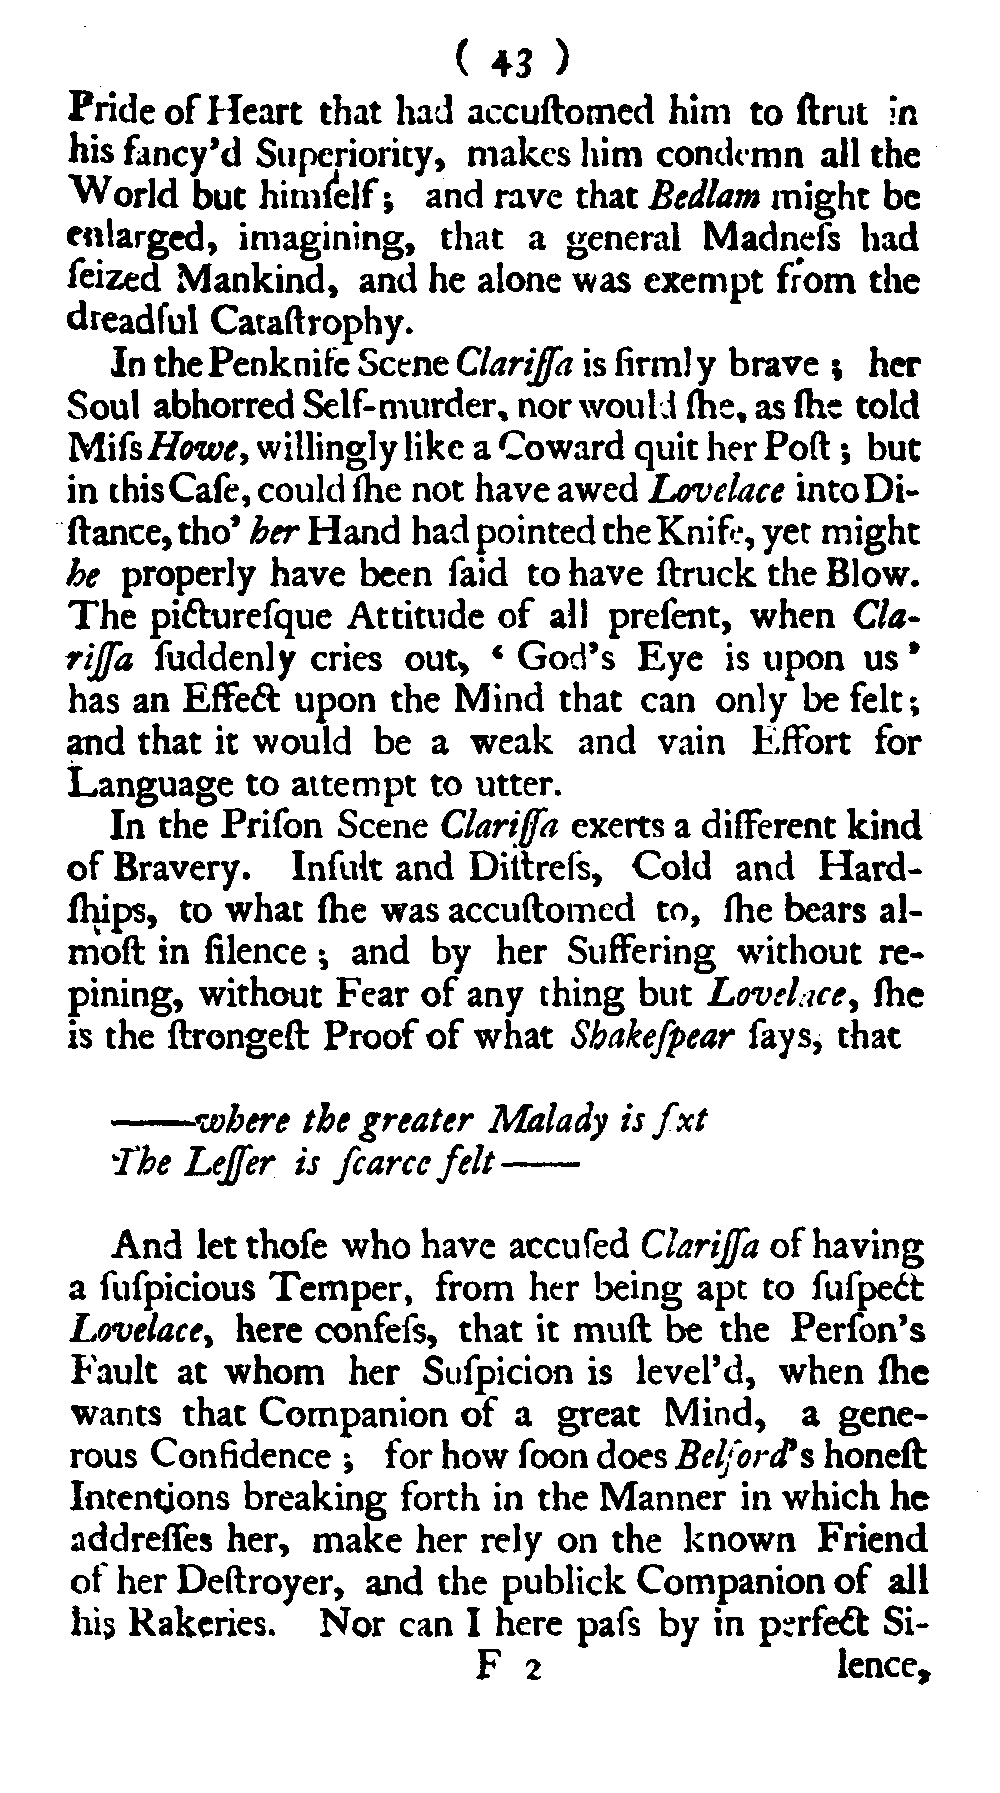 ( 43 )
Pride of Heart that had accuſtomed him to ſtrut in
his fancy'd Superiority, makes him condemn all the
World but himſelf; and rave that Bedlam might be
enlarged, imagining, that a general Madneſs had
ſeized Mankind, and he alone was exempt from the
dreadful Cataſtrophy.
In the Penknife Scene Clariſſa is firmly brave; her
Soul abhorred Self-murder, nor would ſhe, as ſhe told
Miſs Howe, willingly like a Coward quit her Poſt; but
in this Caſe, could ſhe not have awed Lovelace into Di-
ſtance, tho' her Hand had pointed the Knife, yet might
he properly have been ſaid to have ſtruck the Blow.
The pictureſque Attitude of all preſent, when Cla-
riſſa ſuddenly cries out, ‘ God's Eye is upon us ’
has an Effect upon the Mind that can only be felt;
and that it would be a weak and vain Effort for
Language to attempt to utter.
In the Priſon Scene Clariſſa exerts a different kind
of Bravery. Inſult and Diſtreſs, Cold and Hard-
ſhips, to what ſhe was accuſtomed to, ſhe bears al-
moſt in ſilence; and by her Suffering without re-
pining, without Fear of any thing but Lovelace, ſhe
is the ſtrongeſt Proof of what Shakeſpear ſays, that
——where the greater Malady is fxt
The Leſſer is ſcarce felt——
And let thoſe who have accuſed Clariſſa of having
a ſuſpicious Temper, from her being apt to ſuſpect
Lovelace, here confeſs, that it muſt be the Perſon's
Fault at whom her Suſpicion is level'd, when ſhe
wants that Companion of a great Mind, a gene-
rous Confidence; for how ſoon does Belford's honeſt
Intentions breaking forth in the Manner in which he
addreſſes her, make her rely on the known Friend
of her Deſtroyer, and the publick Companion of all
his Rakeries. Nor can I here paſs by in perfect Si-
F 2 lence,